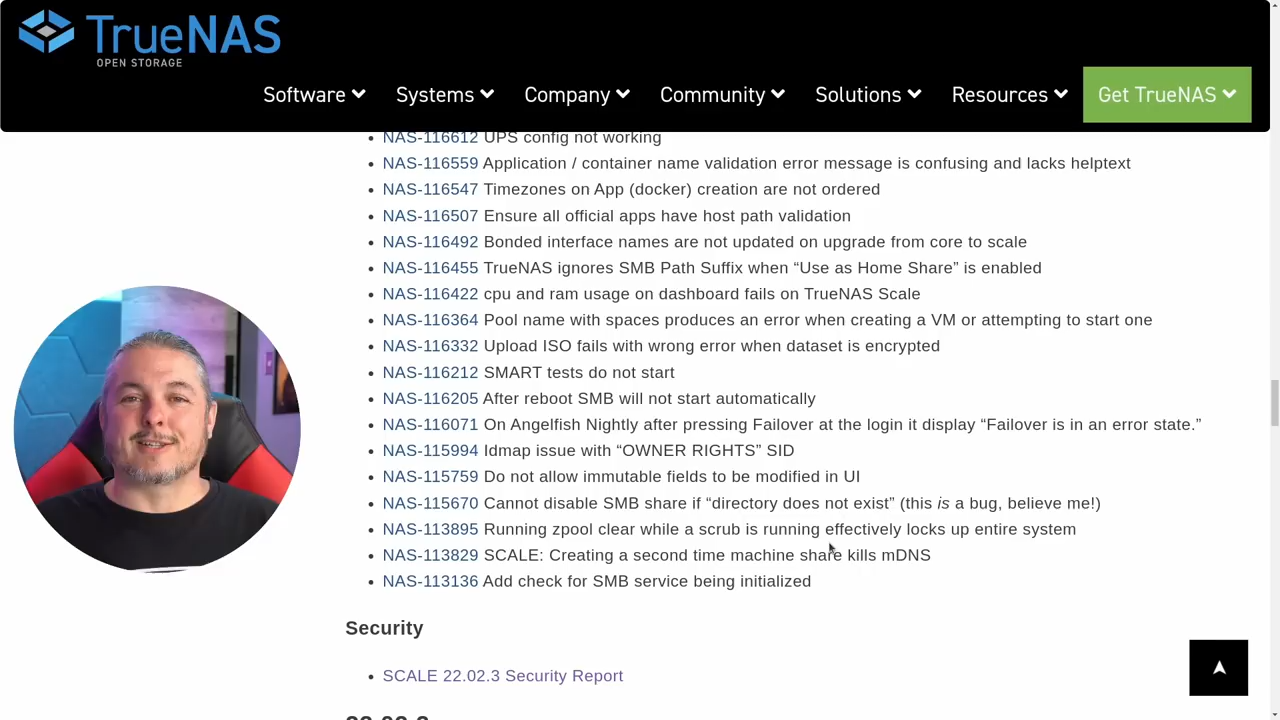 TrueNAS
OPEN STORAGE
Software Systems Company Community Solutions Resources Get TrueNAS
NAS-116612 UPS config not working
NAS-116559 Application / container name validation error message is confusing and lacks helptext
NAS-116547 Timezones on App (docker) creation are not ordered
NAS-116507 Ensure all official apps have host path validation
NAS-116492 Bonded interface names are not updated on upgrade from core to scale
NAS-116455 TrueNAS ignores SMB Path Suffix when “Use as Home Share” is enabled
NAS-116422 cpu and ram usage on dashboard fails on TrueNAS Scale
NAS-116364 Pool name with spaces produces an error when creating a VM or attempting to start one
NAS-116332 Upload ISO fails with wrong error when dataset is encrypted
NAS-116212 SMART tests do not start
NAS-116205 After reboot SMB will not start automatically
NAS-116071 On Angelfish Nightly after pressing Failover at the login it display “Failover is in an error state.”
NAS-115994 Idmap issue with “OWNER RIGHTS” SID
NAS-115759 Do not allow immutable fields to be modified in UI
NAS-115670 Cannot disable SMB share if “directory does not exist” (this is a bug, believe me!)
NAS-113895 Running zpool clear while a scrub is running effectively locks up entire system
NAS-113829 SCALE: Creating a second time machine share kills mDNS
NAS-113136 Add check for SMB service being initialized
Security
SCALE 22.02.3 Security Report